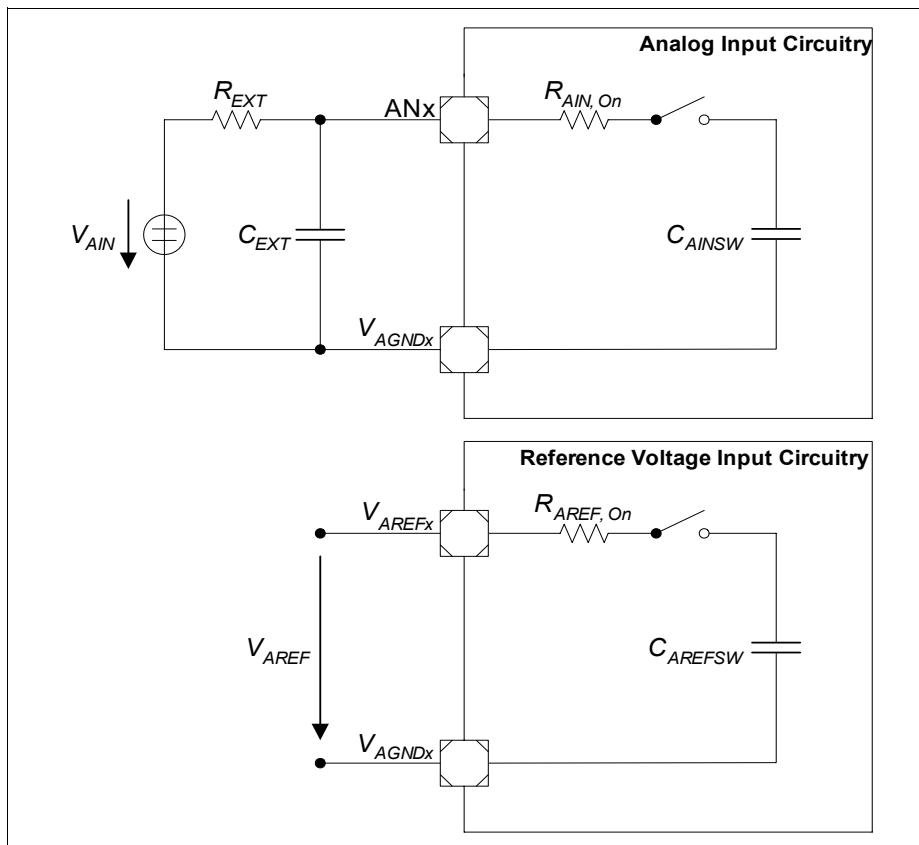 Analog Input Circuitry
R_EXT
ANx
R_AIN, On
V_AIN
C_EXT
C_AINSW
V_AGNDx
Reference Voltage Input Circuitry
V_AREFx
R_AREF, On
V_AREF
C_AREFSW
V_AGNDx